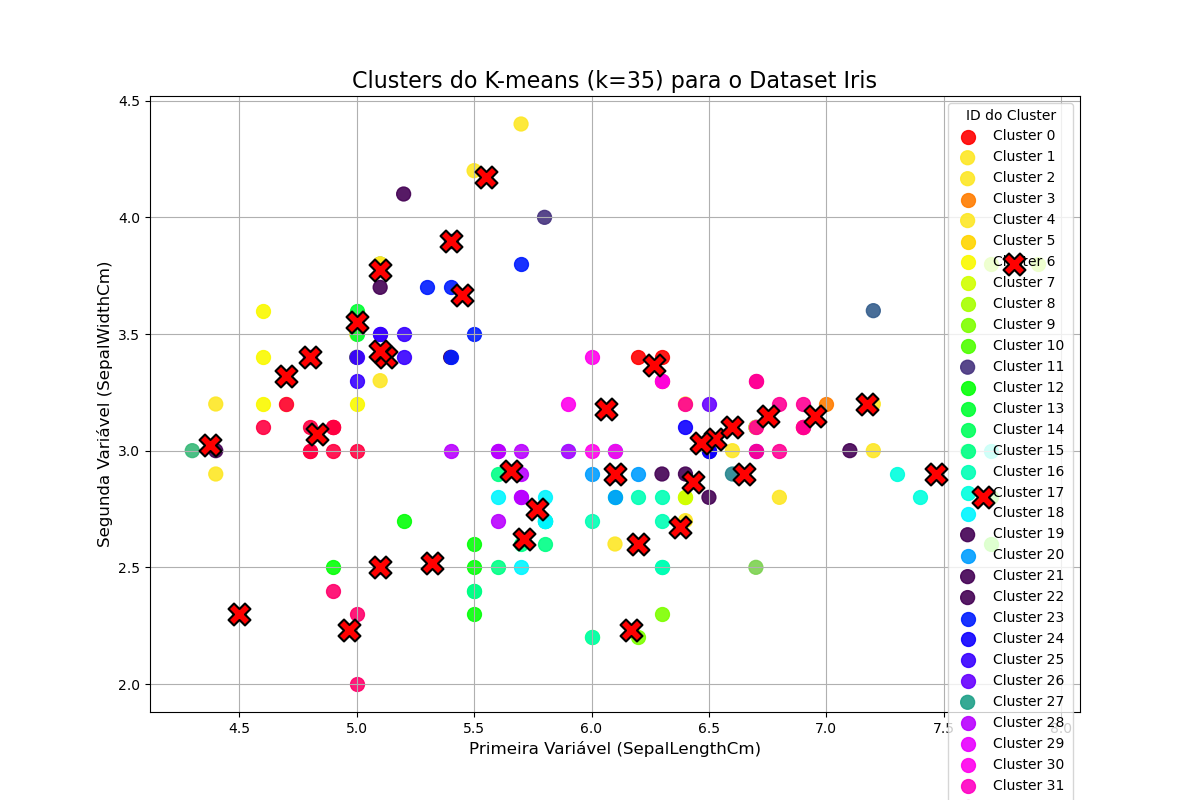 Clusters do K-means (k=35) para o Dataset Iris
4.5
4.0
3.5
3.0
2.5
2.0
Segunda Variável (SepalWidthCm)
4.5
5.0
5.5
6.0
6.5
7.0
7.5
8.0
Primeira Variável (SepalLengthCm)
ID do Cluster
Cluster 0
Cluster 1
Cluster 2
Cluster 3
Cluster 4
Cluster 5
Cluster 6
Cluster 7
Cluster 8
Cluster 9
Cluster 10
Cluster 11
Cluster 12
Cluster 13
Cluster 14
Cluster 15
Cluster 16
Cluster 17
Cluster 18
Cluster 19
Cluster 20
Cluster 21
Cluster 22
Cluster 23
Cluster 24
Cluster 25
Cluster 26
Cluster 27
Cluster 28
Cluster 29
Cluster 30
Cluster 31